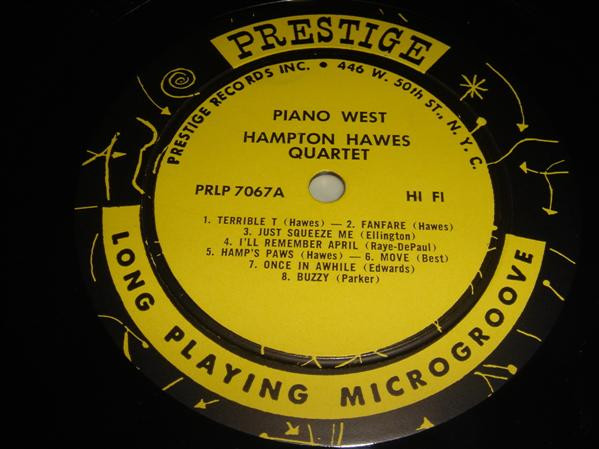 PRESTIGE
PRESTIGE RECORDS INC. • 446 W. 50th ST., N. Y. C.
PIANO WEST
HAMPTON HAWES
QUARTET
PRLP 7067A HI FI
1. TERRIBLE T (Hawes) — 2. FANFARE (Hawes)
3. JUST SQUEEZE ME (Ellington)
4. I'LL REMEMBER APRIL (Raye-DePaul)
5. HAMP'S PAWS (Hawes) — 6. MOVE (Best)
7. ONCE IN AWHILE (Edwards)
8. BUZZY (Parker)
LONG PLAYING MICROGROOVE